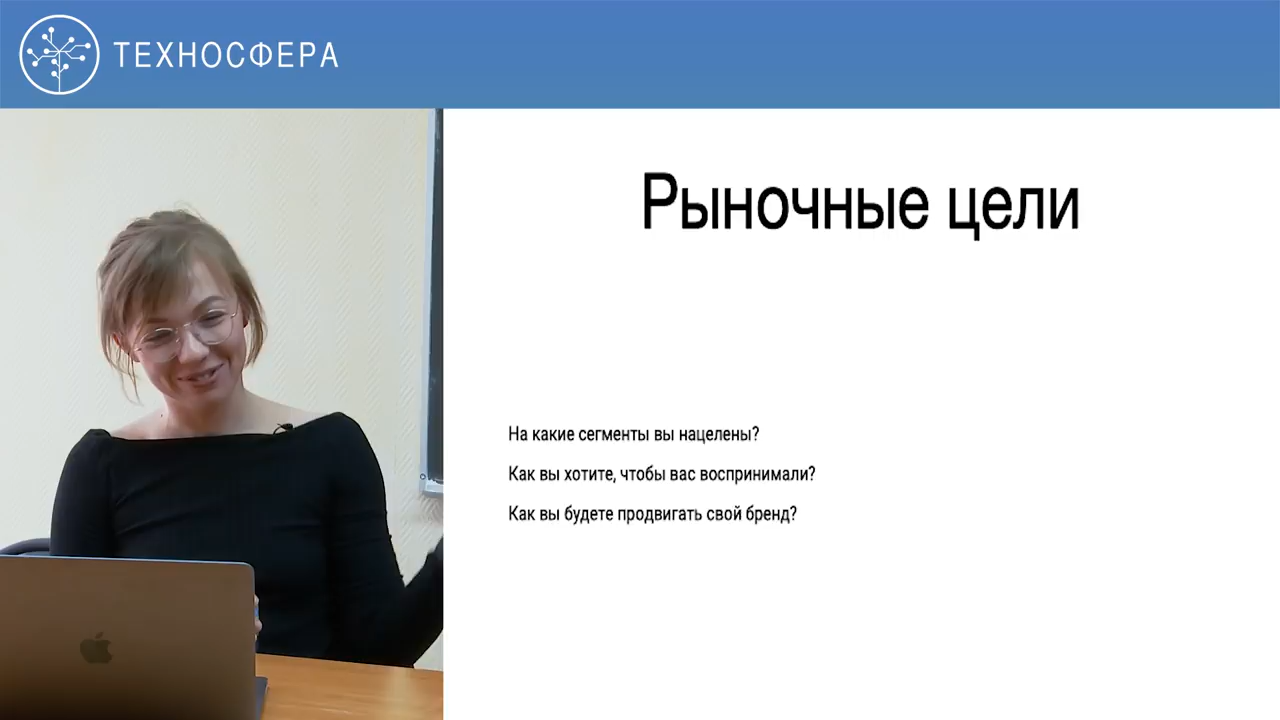 ТЕХНОСФЕРА
Рыночные цели
На какие сегменты вы нацелены?
Как вы хотите, чтобы вас воспринимали?
Как вы будете продвигать свой бренд?